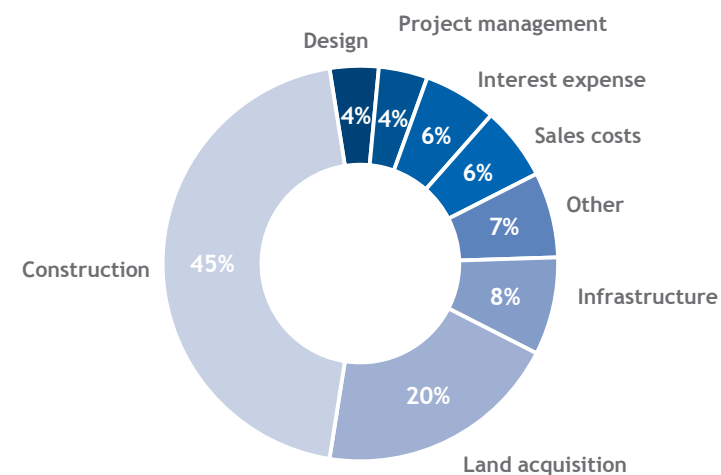 Project management
Design
Interest expense
4%
4%
6%
Sales costs
6%
Other
7%
Construction
45%
8%
Infrastructure
20%
Land acquisition